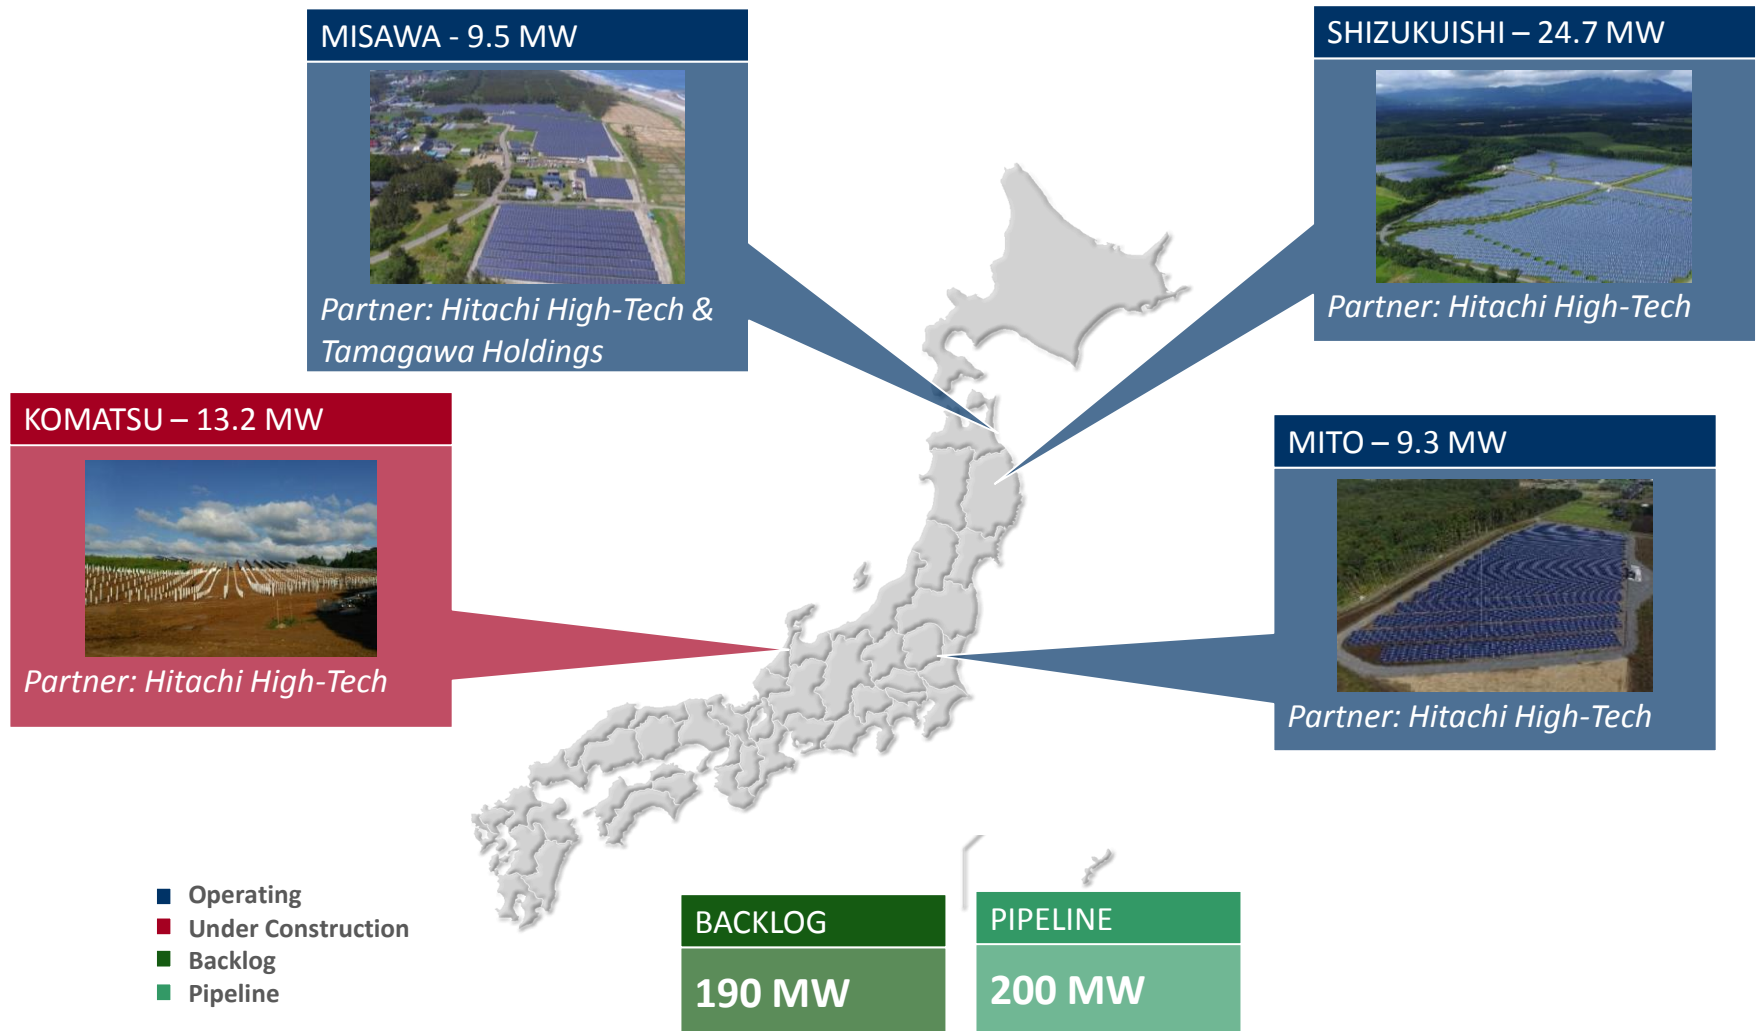 MISAWA - 9.5 MW
Partner: Hitachi High-Tech &
Tamagawa Holdings
SHIZUKUISHI – 24.7 MW
Partner: Hitachi High-Tech
KOMATSU – 13.2 MW
Partner: Hitachi High-Tech
MITO – 9.3 MW
Partner: Hitachi High-Tech
Operating
Under Construction
Backlog
Pipeline
BACKLOG
190 MW
PIPELINE
200 MW